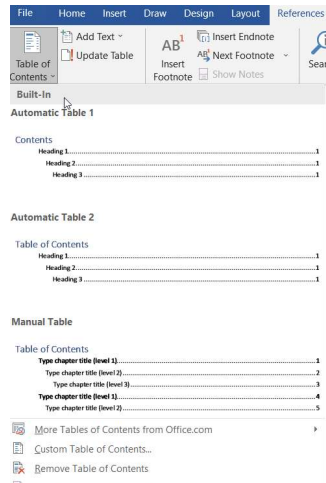 File Home Insert Draw Design Layout References
Add Text Insert Endnote
Update Table AB1 Next Footnote
Table of Contents Insert Footnote Show Notes
Built-In
Automatic Table 1
Contents
Heading 1...1
Heading 2...1
Heading 3...1
Automatic Table 2
Table of Contents
Heading 1...1
Heading 2...1
Heading 3...1
Manual Table
Table of Contents
Type chapter title (level 1)...1
Type chapter title (level 2)...2
Type chapter title (level 3)...3
Type chapter title (level 1)...4
Type chapter title (level 2)...5
More Tables of Contents from Office.com
Custom Table of Contents...
Remove Table of Contents